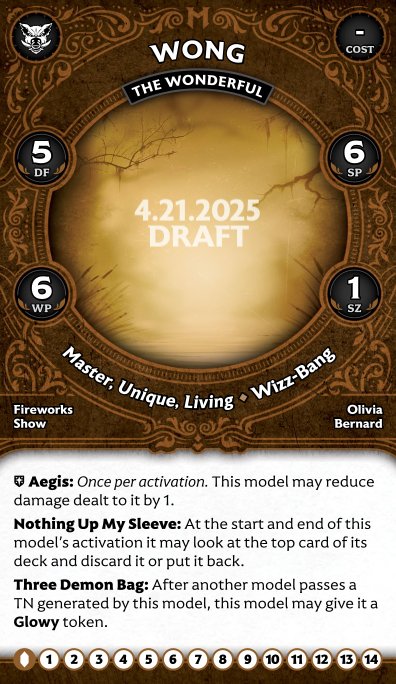 M
WONG
THE WONDERFUL
-
COST
5
DF
6
SP
4.21.2025
DRAFT
6
WP
1
SZ
Master, Unique, Living ◆ Wizz-Bang
Fireworks
Show
Olivia
Bernard
Aegis: Once per activation. This model may reduce
damage dealt to it by 1.
Nothing Up My Sleeve: At the start and end of this
model's activation it may look at the top card of its
deck and discard it or put it back.
Three Demon Bag: After another model passes a
TN generated by this model, this model may give it a
Glowy token.
1 2 3 4 5 6 7 8 9 10 11 12 13 14